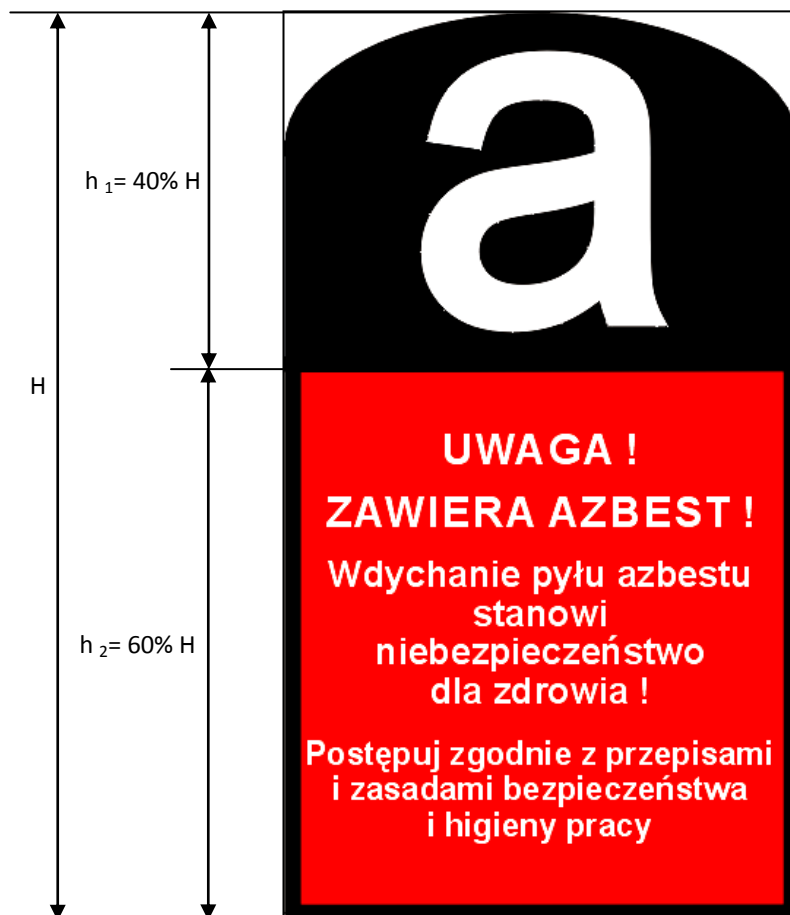 a
h 1= 40% H
H
UWAGA !
ZAWIERA AZBEST !
Wdychanie pyłu azbestu
stanowi
niebezpieczeństwo
dla zdrowia !
h 2= 60% H
Postępuj zgodnie z przepisami
i zasadami bezpieczeństwa
i higieny pracy